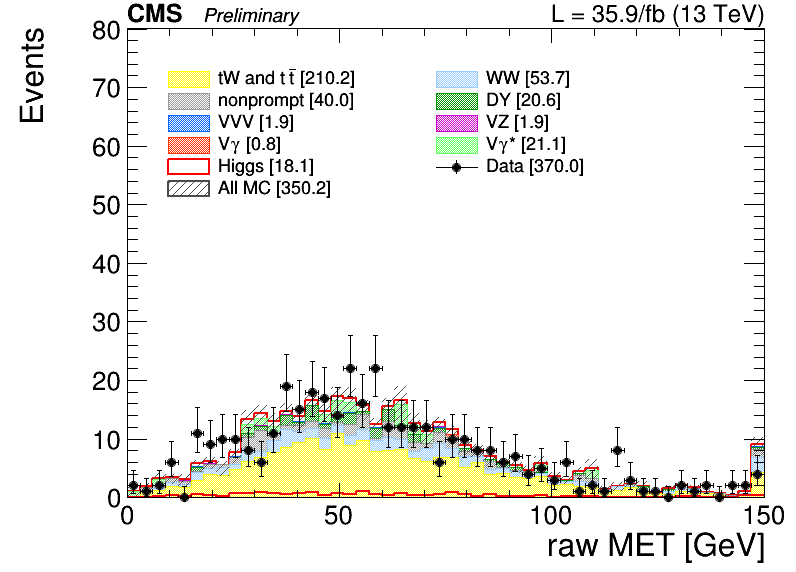 CMS Preliminary L = 35.9/fb (13 TeV)
Events
80
70
60
50
40
30
20
10
0
tW and tt̅ [210.2] WW [53.7]
nonprompt [40.0] DY [20.6]
VVV [1.9] VZ [1.9]
Vγ [0.8] Vγ* [21.1]
Higgs [18.1] Data [370.0]
All MC [350.2]
0 50 100 150
raw MET [GeV]